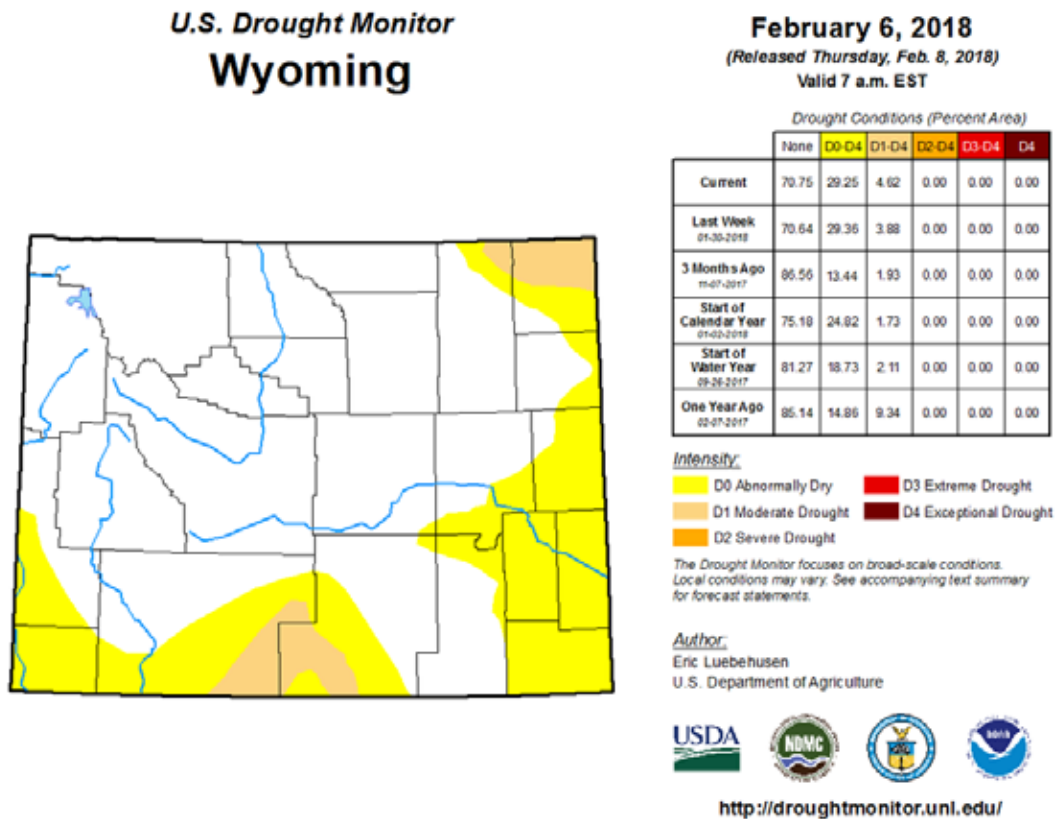 U.S. Drought Monitor
Wyoming
February 6, 2018
(Released Thursday, Feb. 8, 2018)
Valid 7 a.m. EST
Drought Conditions (Percent Area)
None D0-D4 D1-D4 D2-D4 D3-D4 D4
Current 70.75 29.25 4.62 0.00 0.00 0.00
Last Week
01-30-2018 70.64 29.36 3.88 0.00 0.00 0.00
3 Months Ago
11-07-2017 86.56 13.44 1.93 0.00 0.00 0.00
Start of
Calendar Year
01-02-2018 75.18 24.82 1.73 0.00 0.00 0.00
Start of
Water Year
09-26-2017 81.27 18.73 2.11 0.00 0.00 0.00
One Year Ago
02-07-2017 85.14 14.86 9.34 0.00 0.00 0.00
Intensity:
D0 Abnormally Dry
D1 Moderate Drought
D2 Severe Drought
D3 Extreme Drought
D4 Exceptional Drought
The Drought Monitor focuses on broad-scale conditions.
Local conditions may vary. See accompanying text summary
for forecast statements.
Author:
Eric Luebehusen
U.S. Department of Agriculture
USDA
NDMC
http://droughtmonitor.unl.edu/